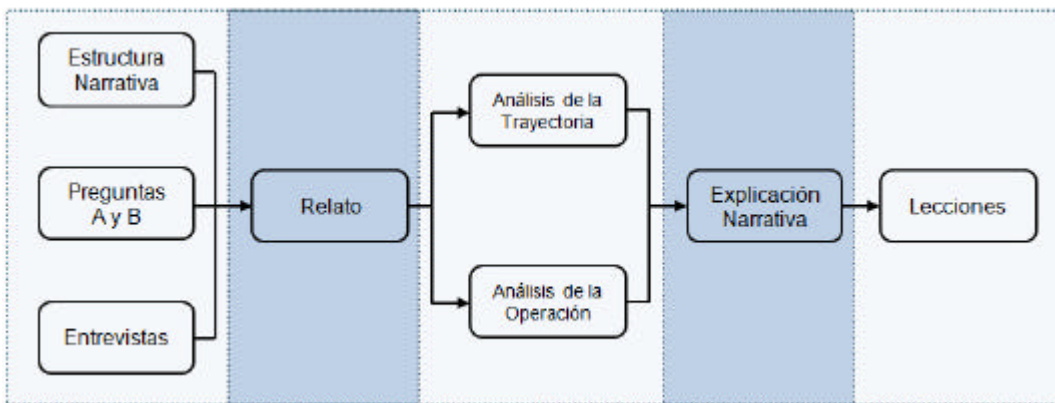 Estructura
Narrativa
Preguntas
A y B
Entrevistas
Relato
Análisis de la
Trayectoria
Análisis de la
Operación
Explicación
Narrativa
Lecciones